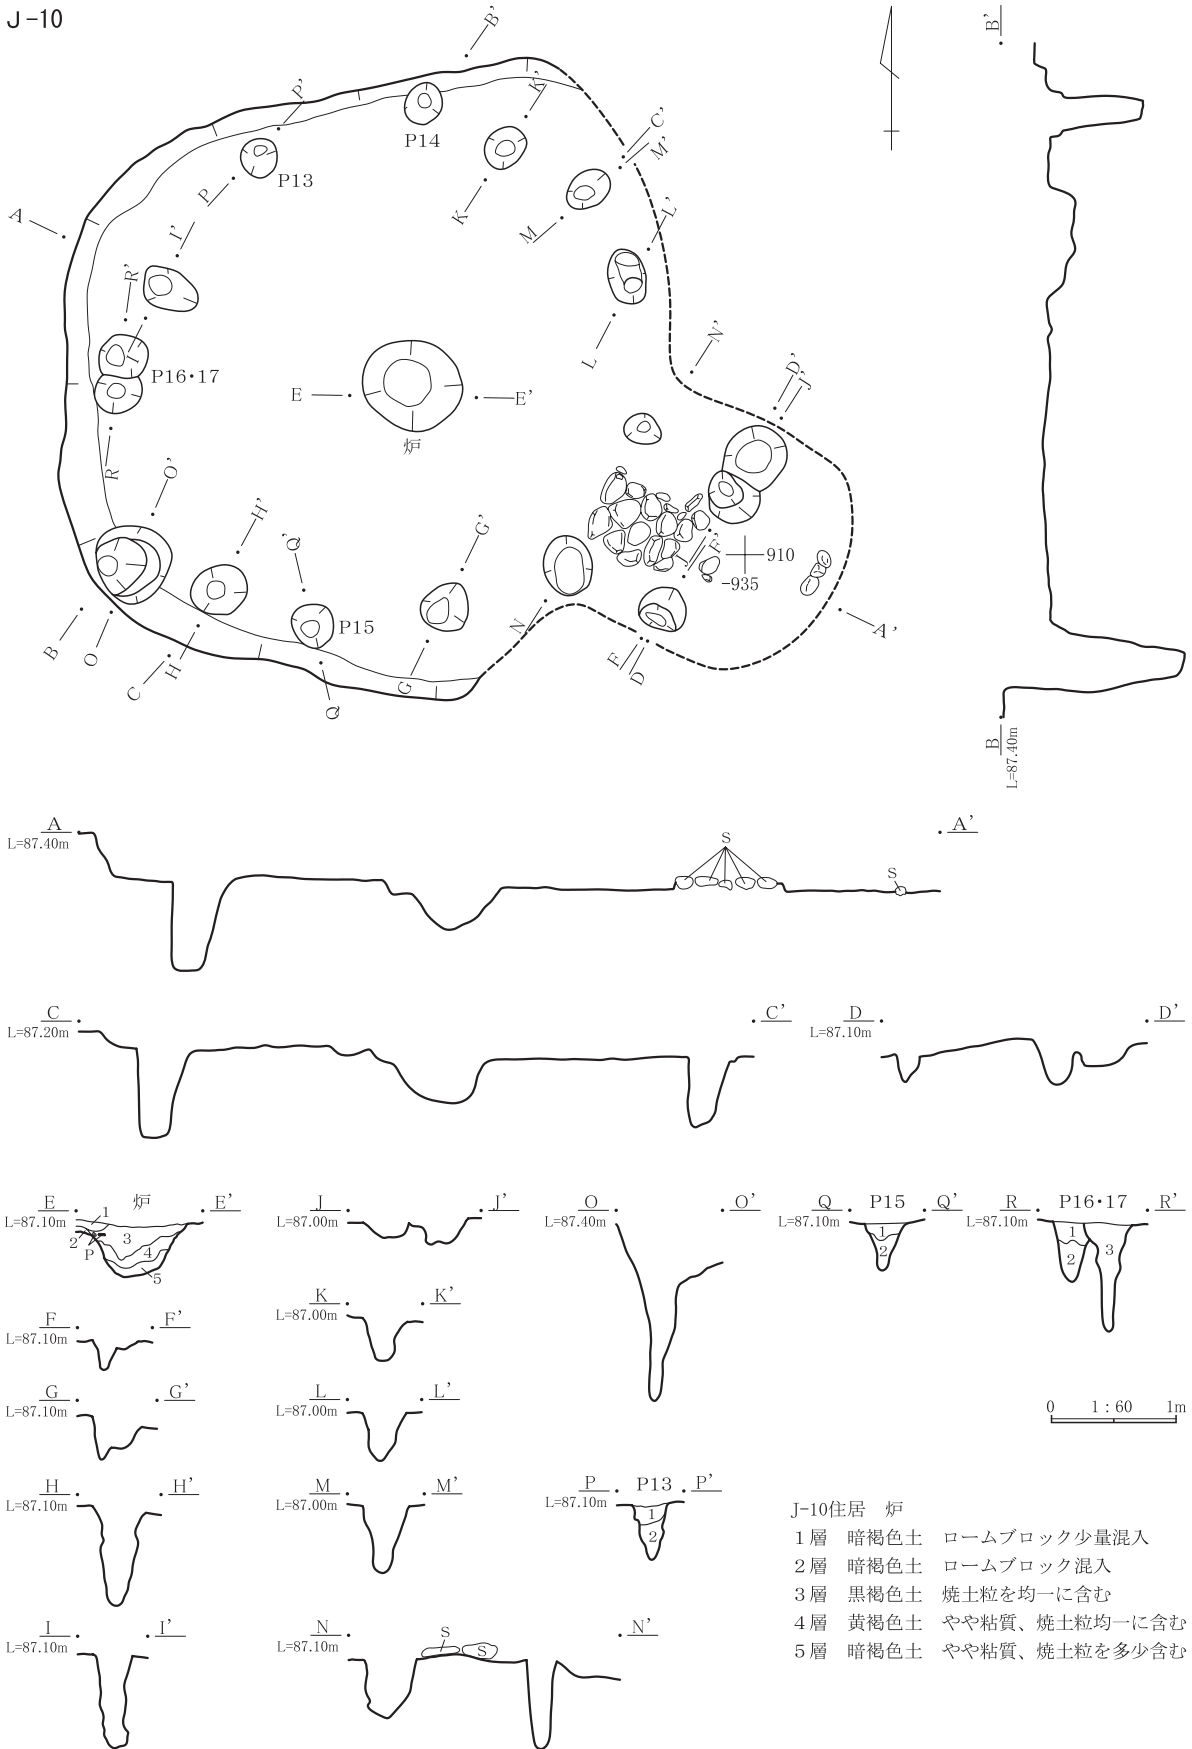 J-10
B'
P'
K'
C'
M'
P14
P13
P
K
M
L'
A
I'
R'
I
P16・17
L
N'
D'
J'
E
E'
炉
R
O'
H'
Q'
G'
F'
J
910
-935
P15
N
A'
B
O
C
H
Q
G
F
D
B'
B
L=87.40m
A
L=87.40m
S
S
A'
C
L=87.20m
C'
D
L=87.10m
D'
E
炉
E'
L=87.10m
1
2
P
3
4
5
J
J'
L=87.00m
O
O'
L=87.40m
Q
P15
Q'
L=87.10m
1
2
R
P16・17
R'
L=87.10m
1
2
3
F
F'
L=87.10m
K
K'
L=87.00m
G
G'
L=87.10m
L
L'
L=87.00m
0 1：60 1m
H
H'
L=87.10m
M
M'
L=87.00m
P
P13
P'
L=87.10m
1
2
I
I'
L=87.10m
N
N'
L=87.10m
S
S
J-10住居　炉
1層　暗褐色土　ロームブロック少量混入
2層　暗褐色土　ロームブロック混入
3層　黒褐色土　焼土粒を均一に含む
4層　黄褐色土　やや粘質、焼土粒均一に含む
5層　暗褐色土　やや粘質、焼土粒を多少含む